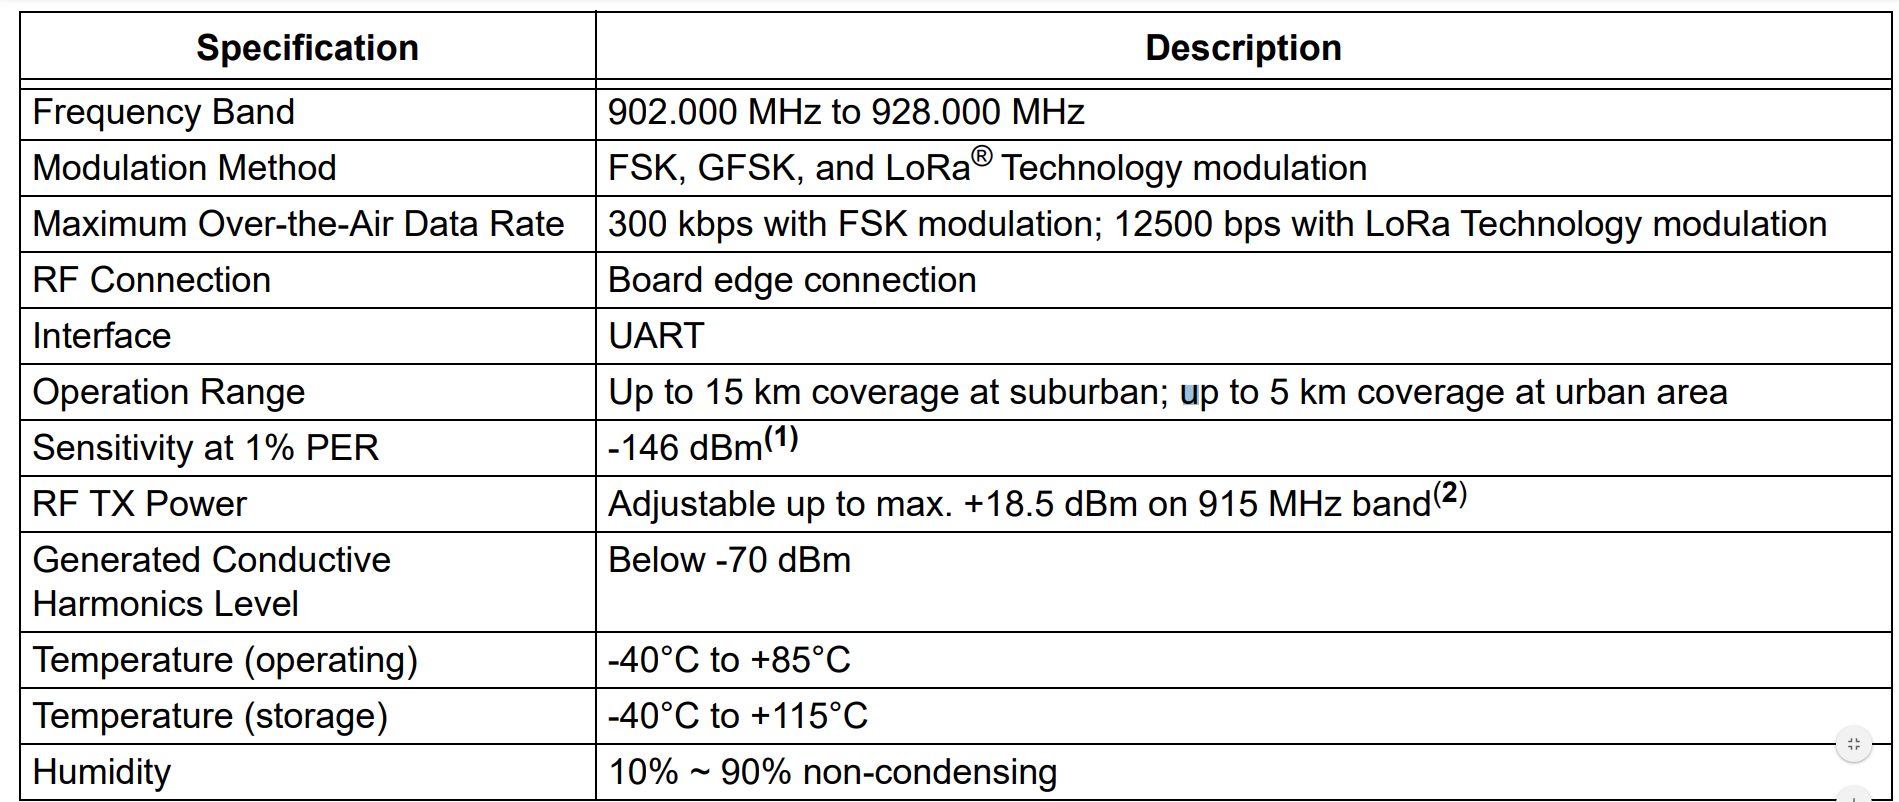 Specification Description
Frequency Band 902.000 MHz to 928.000 MHz
Modulation Method FSK, GFSK, and LoRa® Technology modulation
Maximum Over-the-Air Data Rate 300 kbps with FSK modulation; 12500 bps with LoRa Technology modulation
RF Connection Board edge connection
Interface UART
Operation Range Up to 15 km coverage at suburban; up to 5 km coverage at urban area
Sensitivity at 1% PER -146 dBm(1)
RF TX Power Adjustable up to max. +18.5 dBm on 915 MHz band(2)
Generated Conductive Below -70 dBm
Harmonics Level
Temperature (operating) -40°C to +85°C
Temperature (storage) -40°C to +115°C
Humidity 10% ~ 90% non-condensing